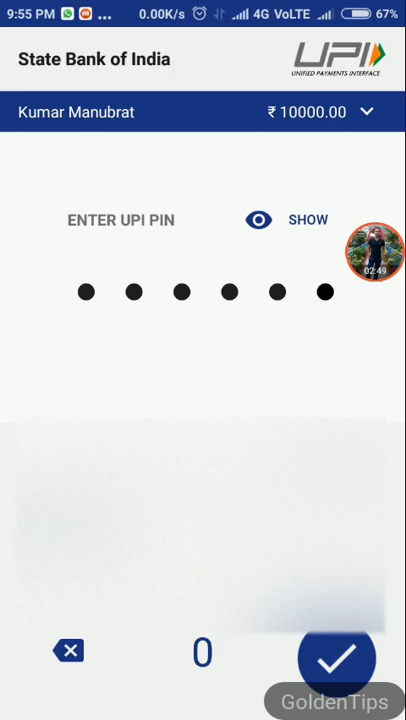 9:55 PM ... 0.00K/s 4G VoLTE 67%
State Bank of India
UPI
UNIFIED PAYMENTS INTERFACE
Kumar Manubrat ₹ 10000.00
ENTER UPI PIN SHOW
02:49
0
GoldenTips